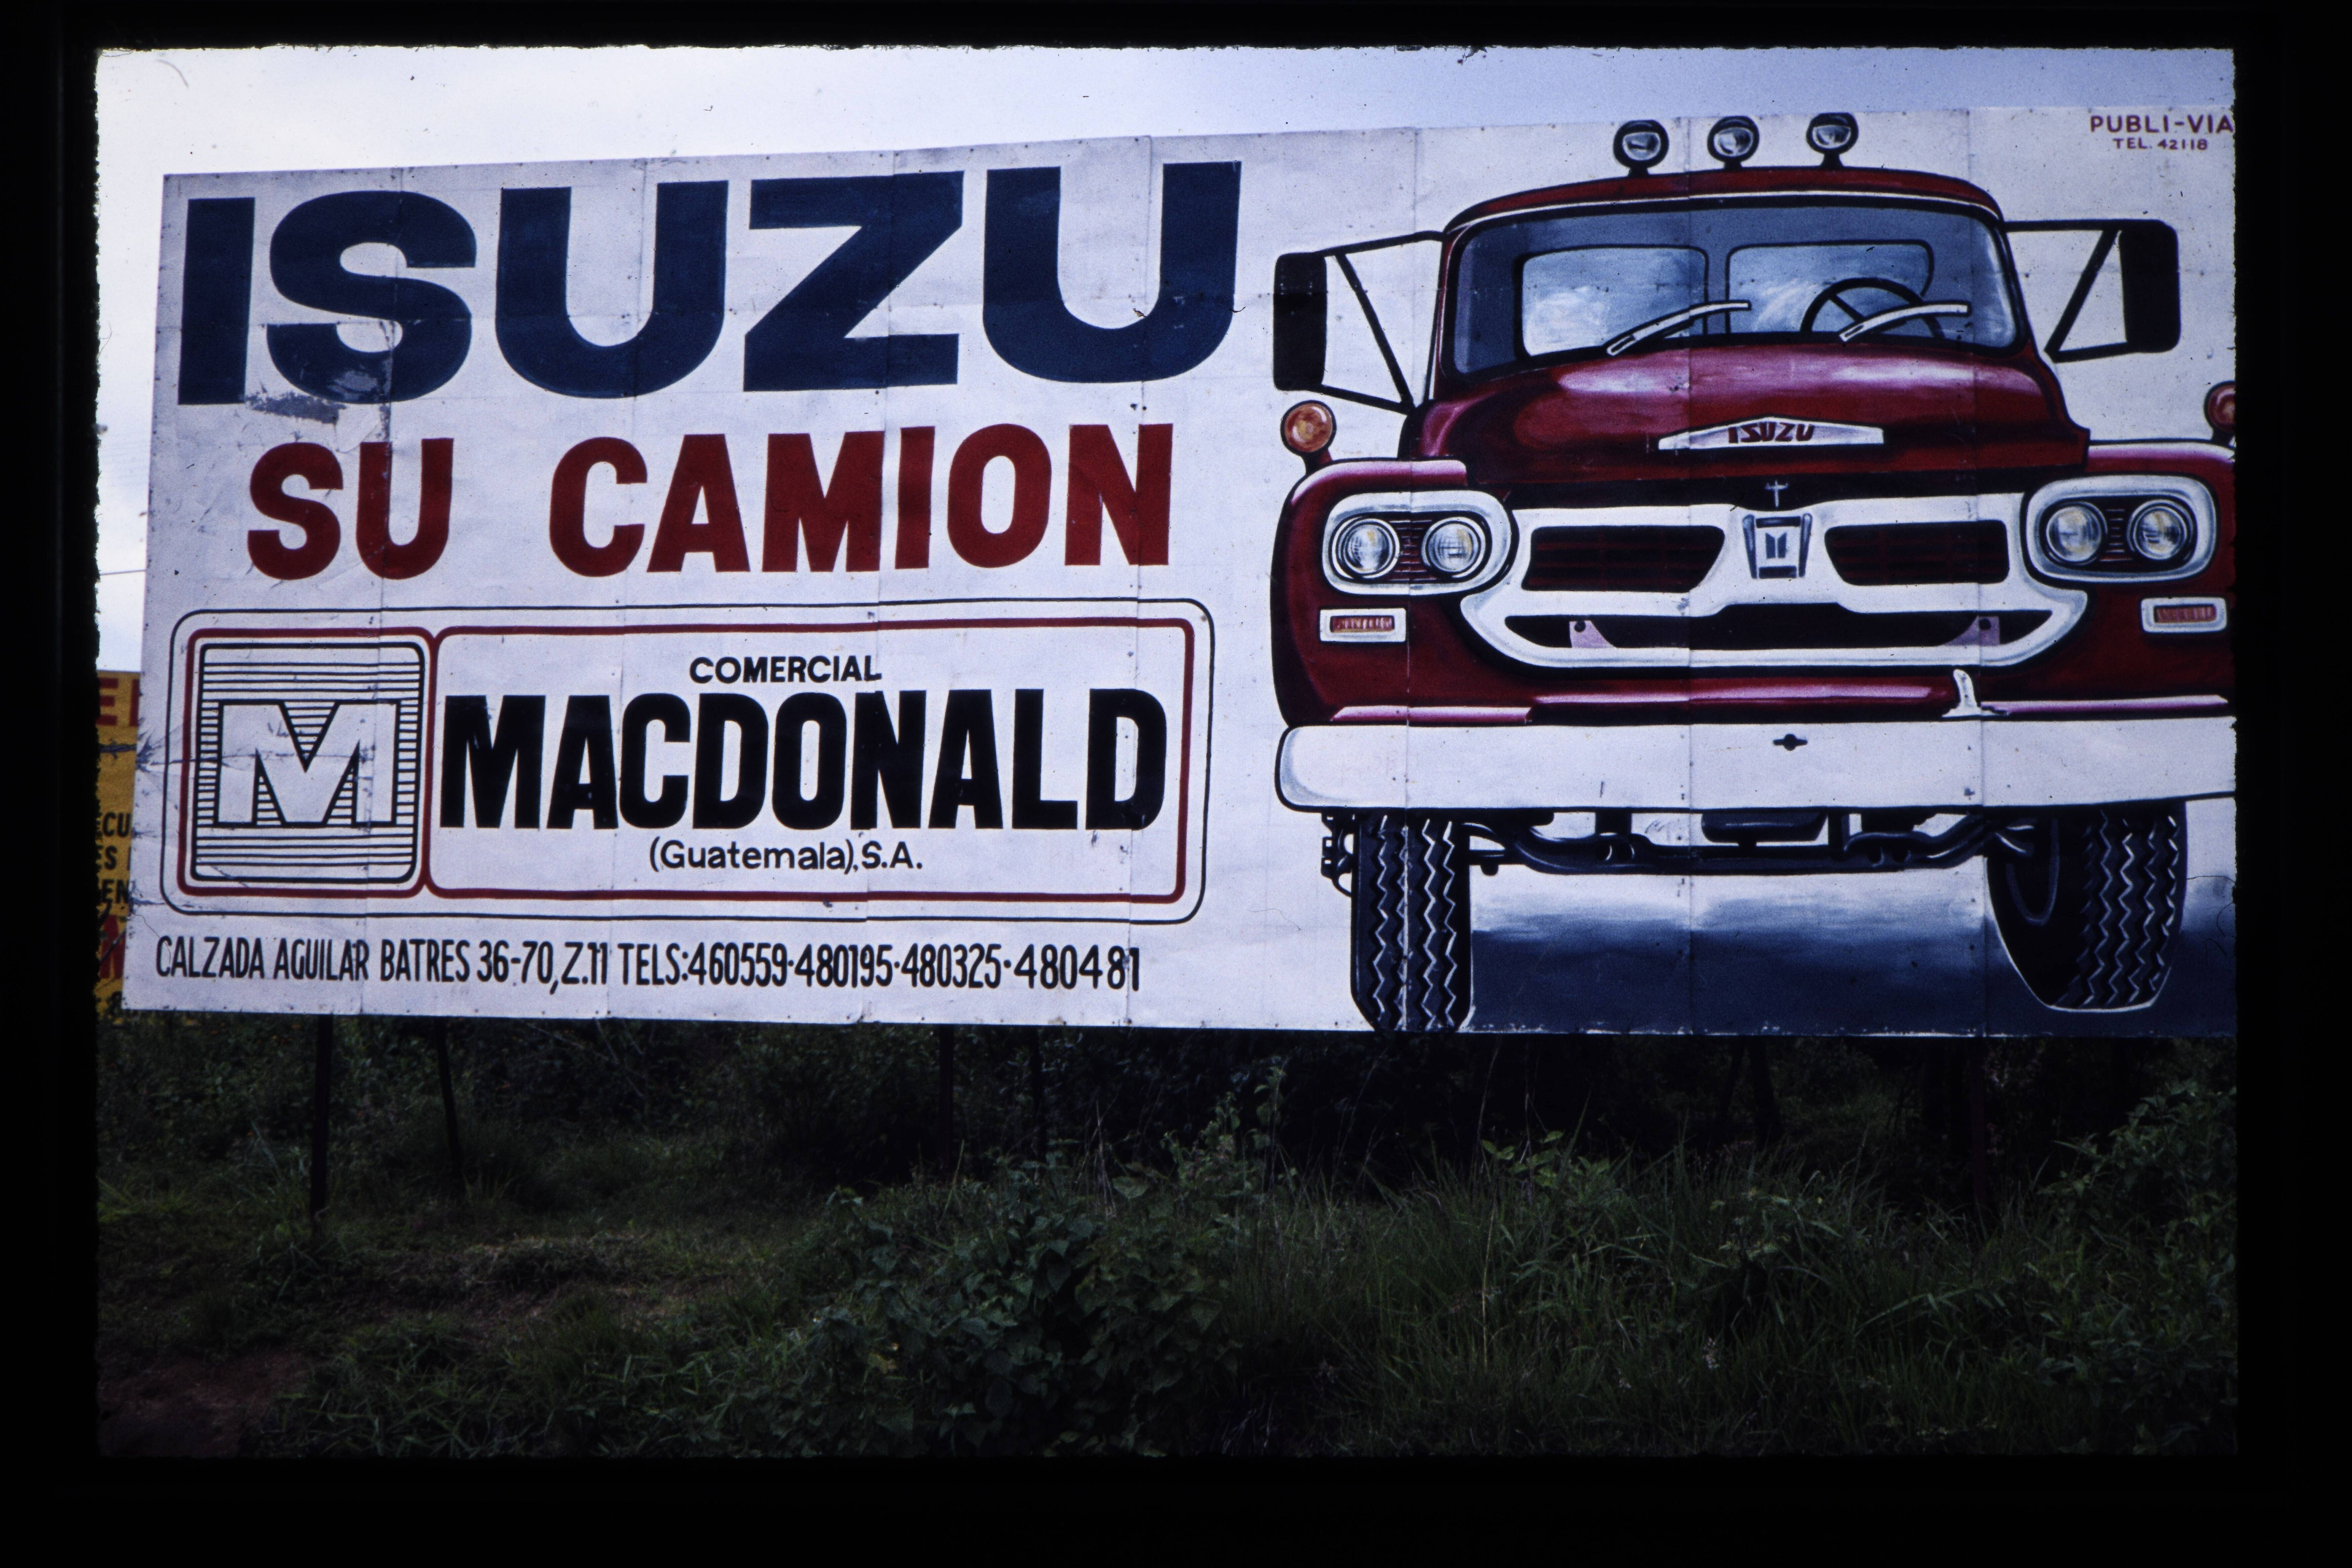 ISUZU
SU CAMION
M
COMERCIAL
MACDONALD
(Guatemala),S.A.
CALZADA AGUILAR BATRES 36-70,Z.11 TELS:460559·480195·480325·480481
PUBLI-VIA
TEL. 42118
ISUZU